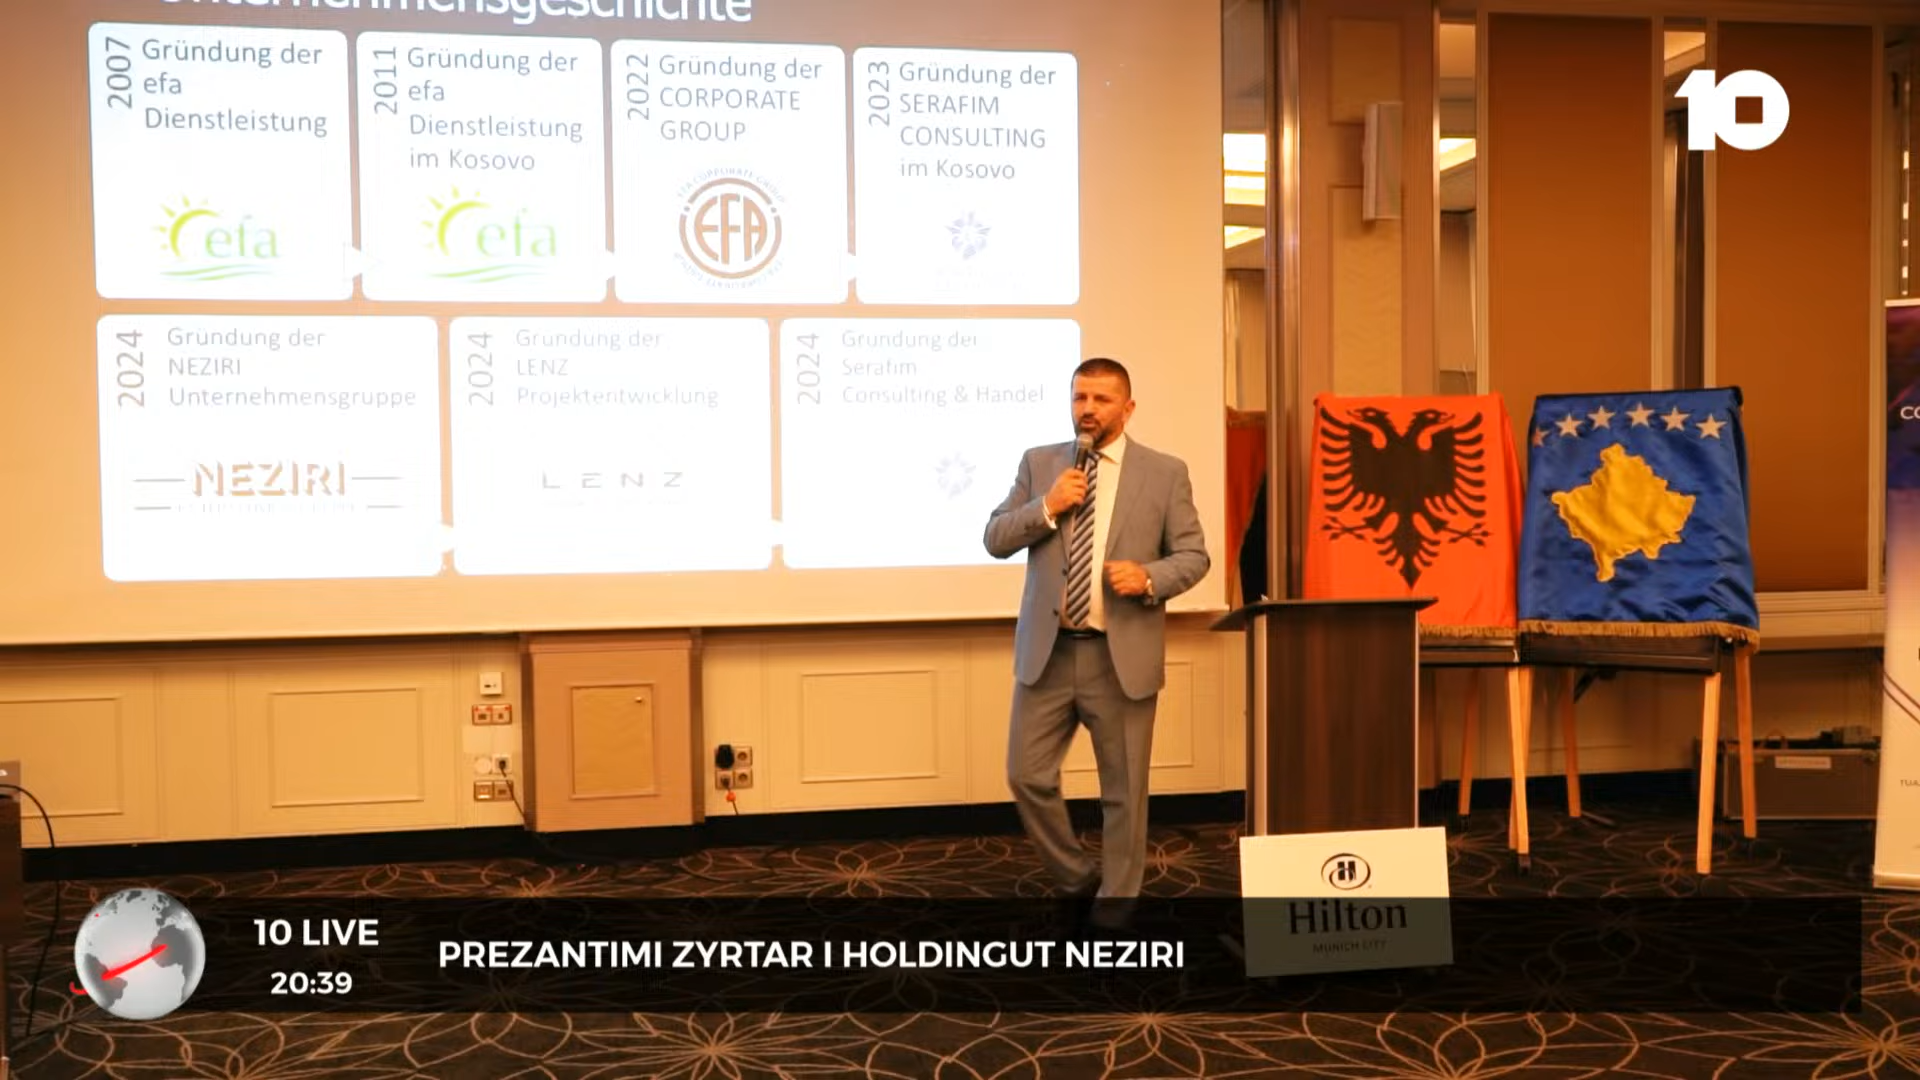 Unternehmensgeschichte
2007
Gründung der
efa
Dienstleistung
efa
2011
Gründung der
efa
Dienstleistung
im Kosovo
efa
2022
Gründung der
CORPORATE
GROUP
EFA
2023
Gründung der
SERAFIM
CONSULTING
im Kosovo
2024
Gründung der
NEZIRI
Unternehmensgruppe
NEZIRI
2024
Gründung der
LENZ
Projektentwicklung
LENZ
2024
Gründung der
Serafim
Consulting & Handel
10
Hilton
MUNICH CITY
10 LIVE
20:39
PREZANTIMI ZYRTAR I HOLDINGUT NEZIRI